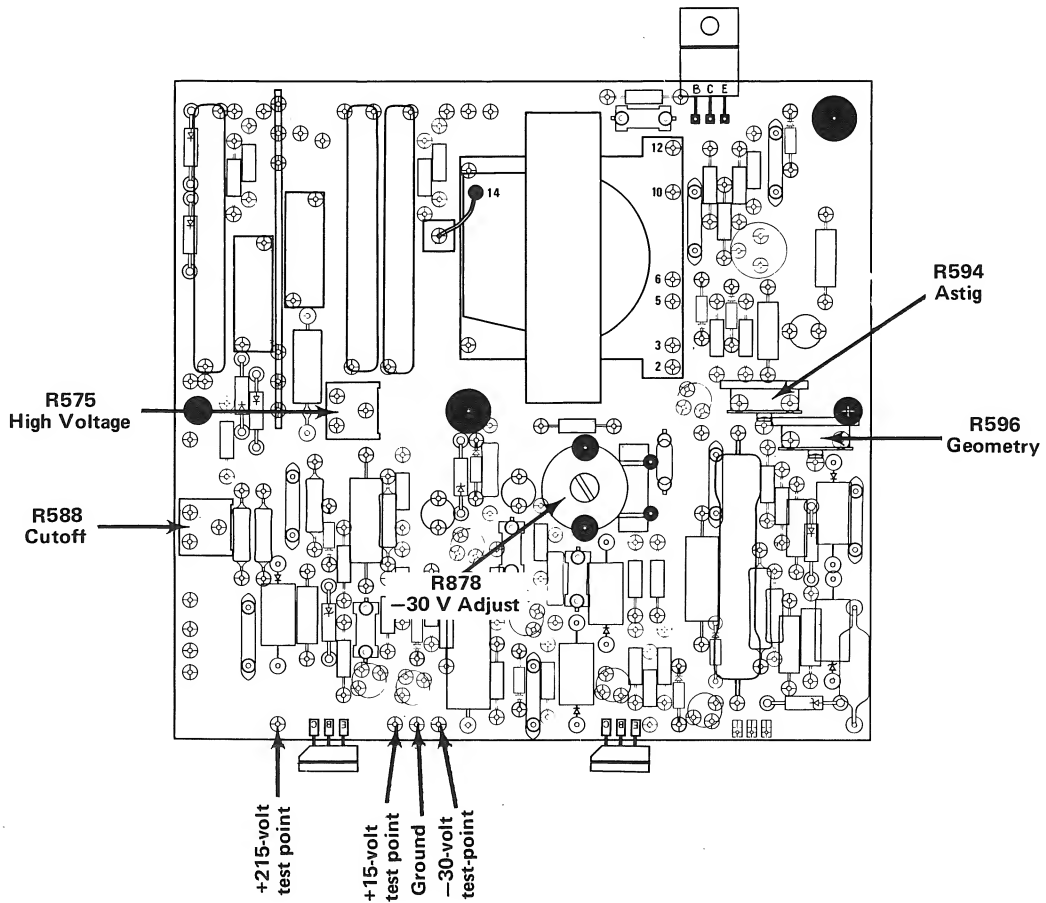 B C E
12
14
10
6
5
3
2
R594
Astig
R575
High Voltage
R596
Geometry
R588
Cutoff
R878
−30 V Adjust
+215-volt
test point
+15-volt
test point
Ground
−30-volt
test-point